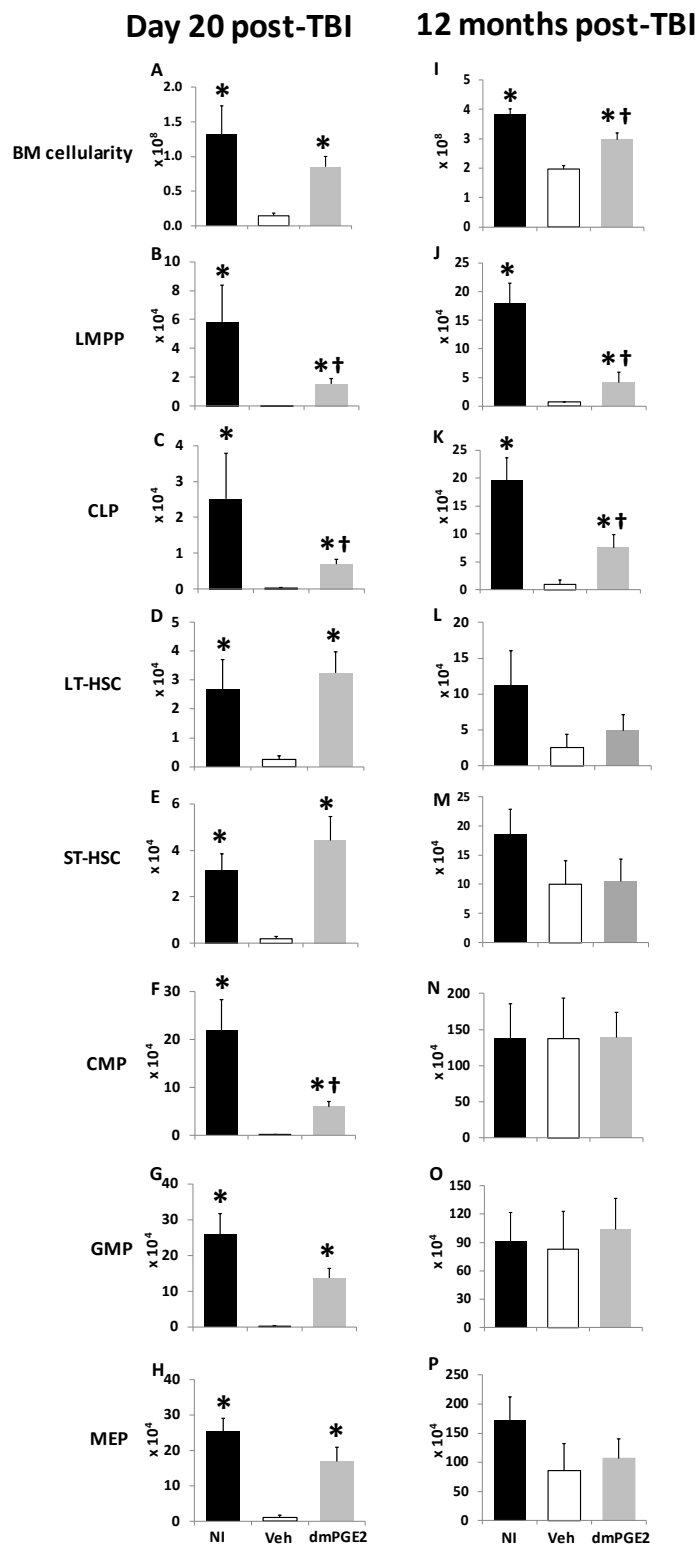 Day 20 post-TBI 12 months post-TBI
A
BM cellularity
x 10⁸
2.0
1.5
1.0
0.5
0.0
* *
I
x 10⁸
5
4
3
2
1
0
* *†
B
LMPP
x 10⁴
8
6
4
2
0
* *†
J
x 10⁴
25
20
15
10
5
0
* *†
C
CLP
x 10⁴
4
3
2
1
0
* *†
K
x 10⁴
25
20
15
10
5
0
* *†
D
LT-HSC
x 10⁴
5
4
3
2
1
0
* *
L
x 10⁴
20
15
10
5
0
E
ST-HSC
x 10⁴
6
4
2
0
* *
M
x 10⁴
25
20
15
10
5
0
F
CMP
x 10⁴
30
20
10
0
* *†
N
x 10⁴
200
150
100
50
0
G
GMP
x 10⁴
40
30
20
10
0
* *
O
x 10⁴
150
120
90
60
30
0
H
MEP
x 10⁴
40
30
20
10
0
* *
NI Veh dmPGE2
P
x 10⁴
250
200
150
100
50
0
NI Veh dmPGE2